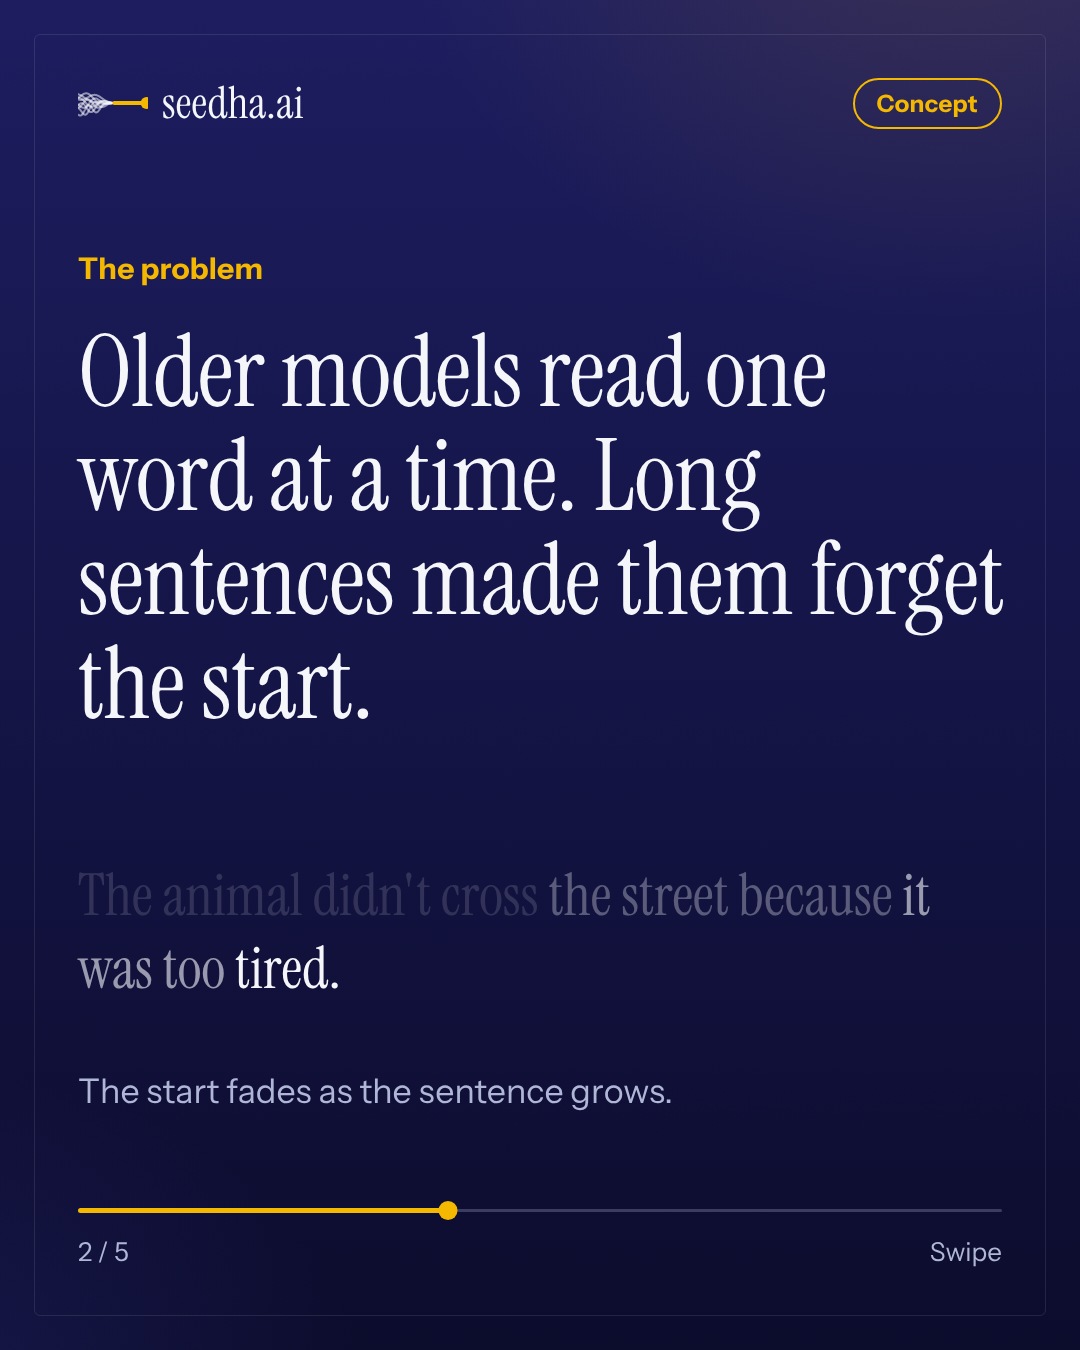 seedha.ai
Concept
The problem
Older models read one
word at a time. Long
sentences made them forget
the start.
The animal didn't cross the street because it
was too tired.
The start fades as the sentence grows.
2 / 5
Swipe